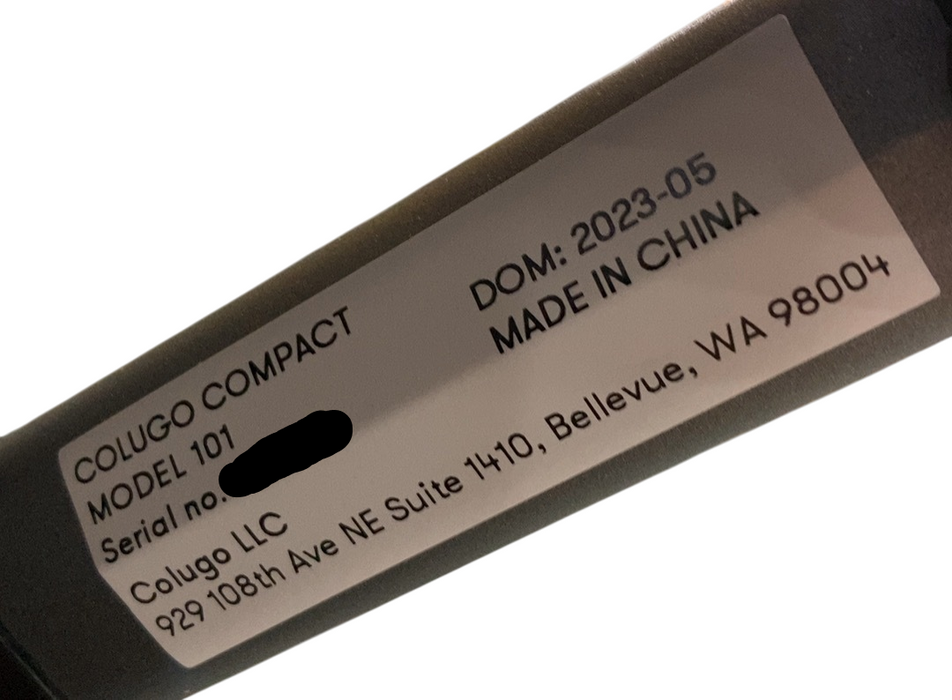 COLUGO COMPACT
MODEL 101
Serial no.
DOM: 2023-05
MADE IN CHINA
Colugo LLC
929 108th Ave NE Suite 1410, Bellevue, WA 98004